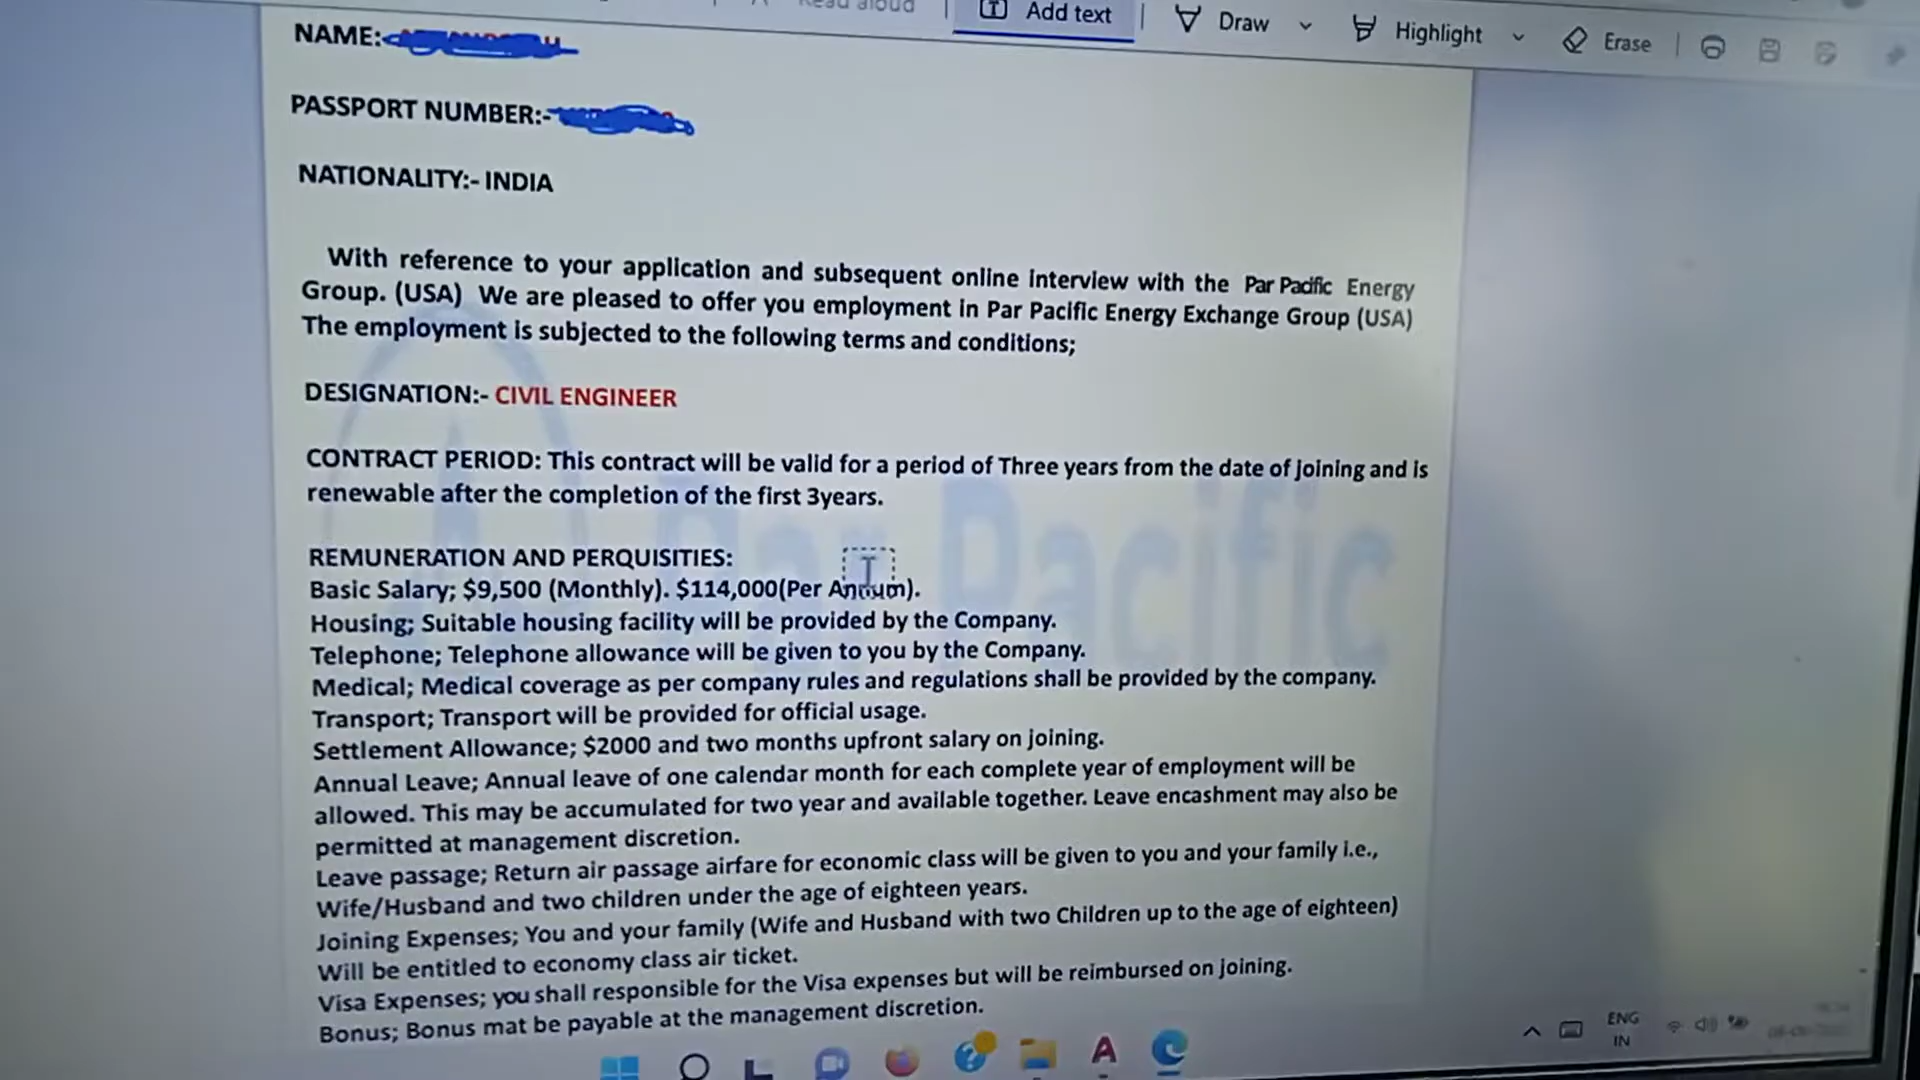 Read aloud
Add text
Draw
Highlight
Erase
NAME:-
PASSPORT NUMBER:-
NATIONALITY:- INDIA
With reference to your application and subsequent online interview with the Par Pacific Energy
Group. (USA) We are pleased to offer you employment in Par Pacific Energy Exchange Group (USA)
The employment is subjected to the following terms and conditions;
DESIGNATION:- CIVIL ENGINEER
CONTRACT PERIOD: This contract will be valid for a period of Three years from the date of joining and is
renewable after the completion of the first 3years.
Par Pacific
REMUNERATION AND PERQUISITIES:
Basic Salary; $9,500 (Monthly). $114,000(Per Annum).
Housing; Suitable housing facility will be provided by the Company.
Telephone; Telephone allowance will be given to you by the Company.
Medical; Medical coverage as per company rules and regulations shall be provided by the company.
Transport; Transport will be provided for official usage.
Settlement Allowance; $2000 and two months upfront salary on joining.
Annual Leave; Annual leave of one calendar month for each complete year of employment will be
allowed. This may be accumulated for two year and available together. Leave encashment may also be
permitted at management discretion.
Leave passage; Return air passage airfare for economic class will be given to you and your family i.e.,
Wife/Husband and two children under the age of eighteen years.
Joining Expenses; You and your family (Wife and Husband with two Children up to the age of eighteen)
Will be entitled to economy class air ticket.
Visa Expenses; you shall responsible for the Visa expenses but will be reimbursed on joining.
Bonus; Bonus mat be payable at the management discretion.
ENG
IN